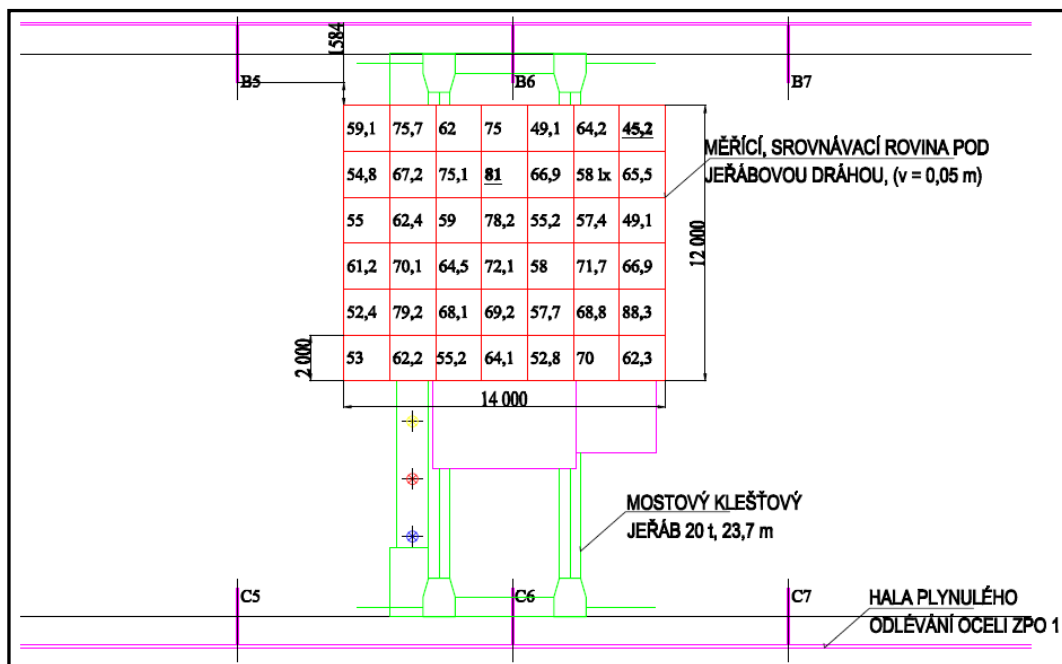 1584
B5 B6 B7
59,1 75,7 62 75 49,1 64,2 45,2
54,8 67,2 75,1 81 66,9 58 lx 65,5
55 62,4 59 78,2 55,2 57,4 49,1
61,2 70,1 64,5 72,1 58 71,7 66,9
52,4 79,2 68,1 69,2 57,7 68,8 88,3
53 62,2 55,2 64,1 52,8 70 62,3
MĚŘÍCÍ, SROVNÁVACÍ ROVINA POD
JEŘÁBOVOU DRÁHOU, (v = 0,05 m)
12 000
2 000
14 000
MOSTOVÝ KLEŠŤOVÝ
JEŘÁB 20 t, 23,7 m
C5 C6 C7
HALA PLYNULÉHO
ODLÉVÁNÍ OCELI ZPO 1